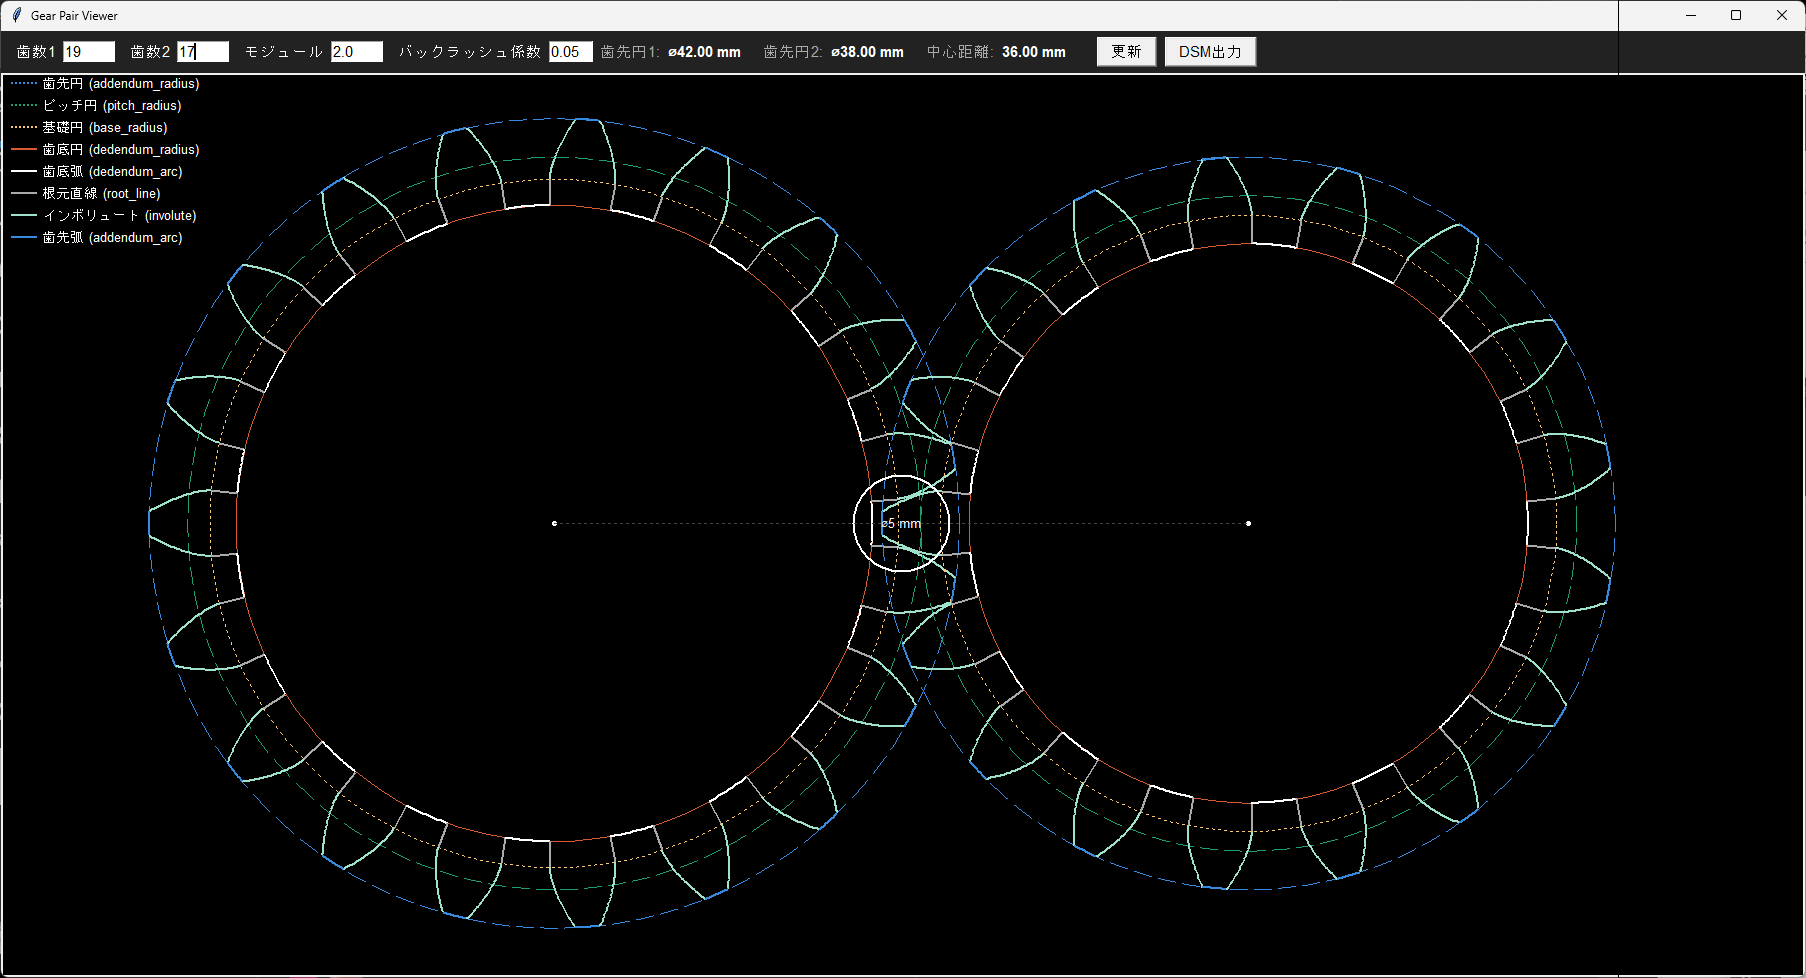 Gear Pair Viewer
歯数1 19 歯数2 17 モジュール 2.0 バックラッシュ係数 0.05 歯先円1: ⌀42.00 mm 歯先円2: ⌀38.00 mm 中心距離: 36.00 mm 更新 DSM出力
歯先円 (addendum_radius)
ピッチ円 (pitch_radius)
基礎円 (base_radius)
歯底円 (dedendum_radius)
歯底弧 (dedendum_arc)
根元直線 (root_line)
インボリュート (involute)
歯先弧 (addendum_arc)
⌀5 mm